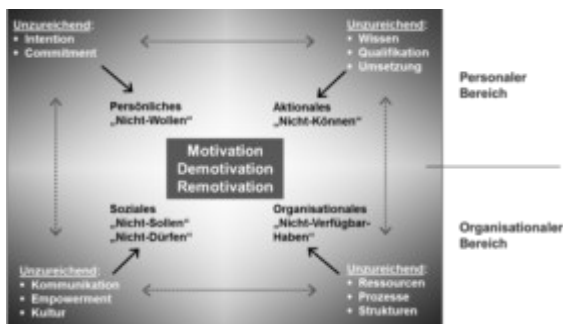 Unzureichend:
• Intention
• Commitment
Unzureichend:
• Wissen
• Qualifikation
• Umsetzung
Persönliches
„Nicht-Wollen“
Aktionales
„Nicht-Können“
Personaler
Bereich
Motivation
Demotivation
Remotivation
Soziales
„Nicht-Sollen“
„Nicht-Dürfen“
Organisationales
„Nicht-Verfügbar-
Haben“
Organisationaler
Bereich
Unzureichend:
• Kommunikation
• Empowerment
• Kultur
Unzureichend:
• Ressourcen
• Prozesse
• Strukturen